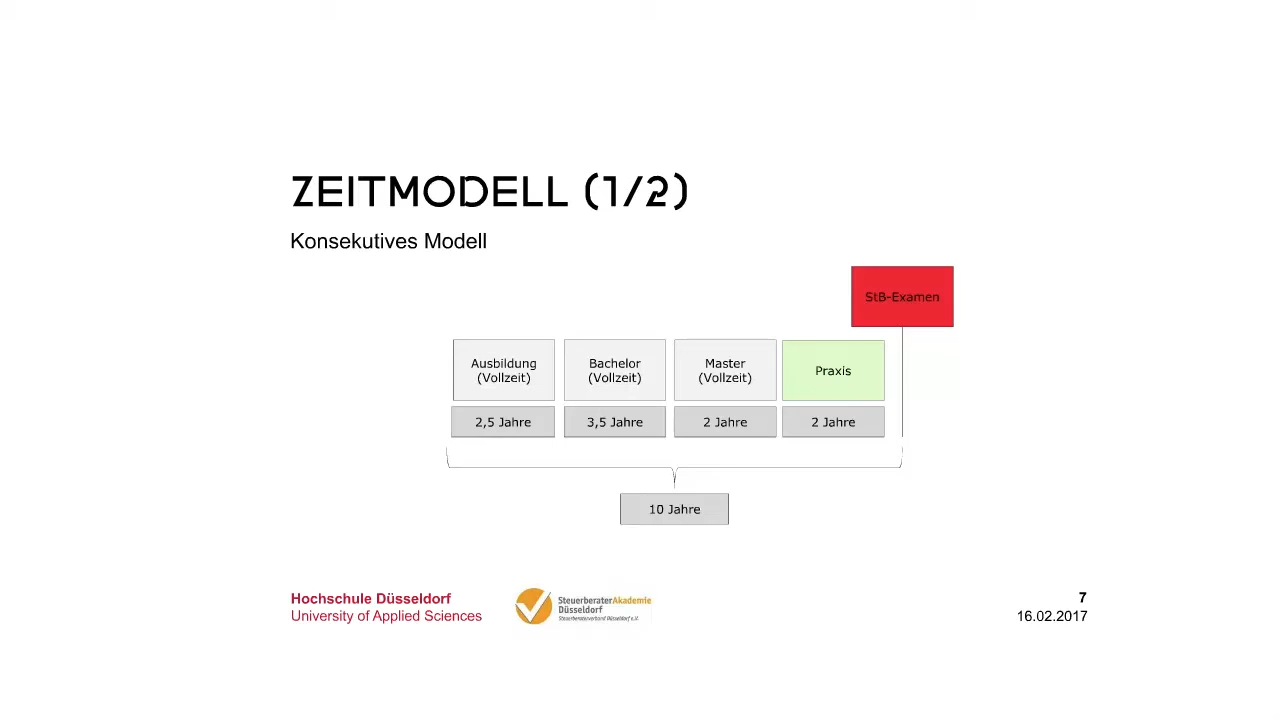 ZEITMODELL (1/2)
Konsekutives Modell
StB-Examen
Ausbildung
(Vollzeit)
Bachelor
(Vollzeit)
Master
(Vollzeit)
Praxis
2,5 Jahre
3,5 Jahre
2 Jahre
2 Jahre
10 Jahre
Hochschule Düsseldorf
University of Applied Sciences
SteuerberaterAkademie
Düsseldorf
Steuerberaterverband Düsseldorf e.V.
7
16.02.2017